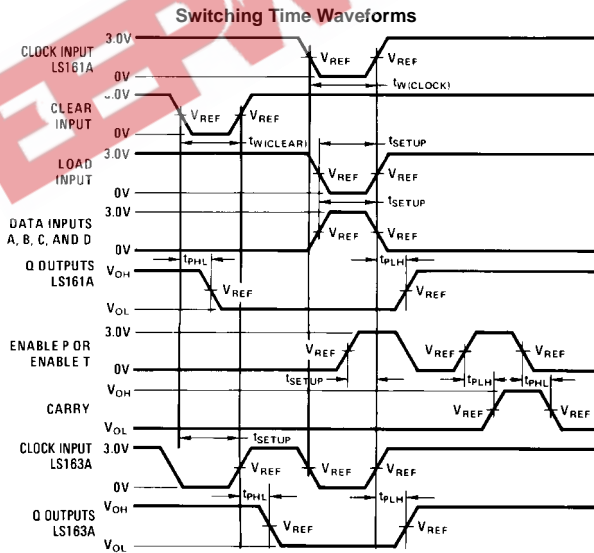 Switching Time Waveforms
CLOCK INPUT
LS161A
3.0V
0V
VREF
VREF
tW(CLOCK)
CLEAR
INPUT
3.0V
0V
VREF
VREF
tW(CLEAR)
tSETUP
LOAD
INPUT
3.0V
0V
VREF
VREF
tSETUP
DATA INPUTS
A, B, C, AND D
3.0V
0V
VREF
VREF
Q OUTPUTS
LS161A
VOH
VOL
tPHL
VREF
tPLH
VREF
ENABLE P OR
ENABLE T
3.0V
0V
VREF
VREF
VREF
tSETUP
tPLH
tPHL
CARRY
VOH
VOL
VREF
VREF
tSETUP
CLOCK INPUT
LS163A
3.0V
0V
VREF
VREF
VREF
Q OUTPUTS
LS163A
VOH
VOL
tPHL
VREF
tPLH
VREF